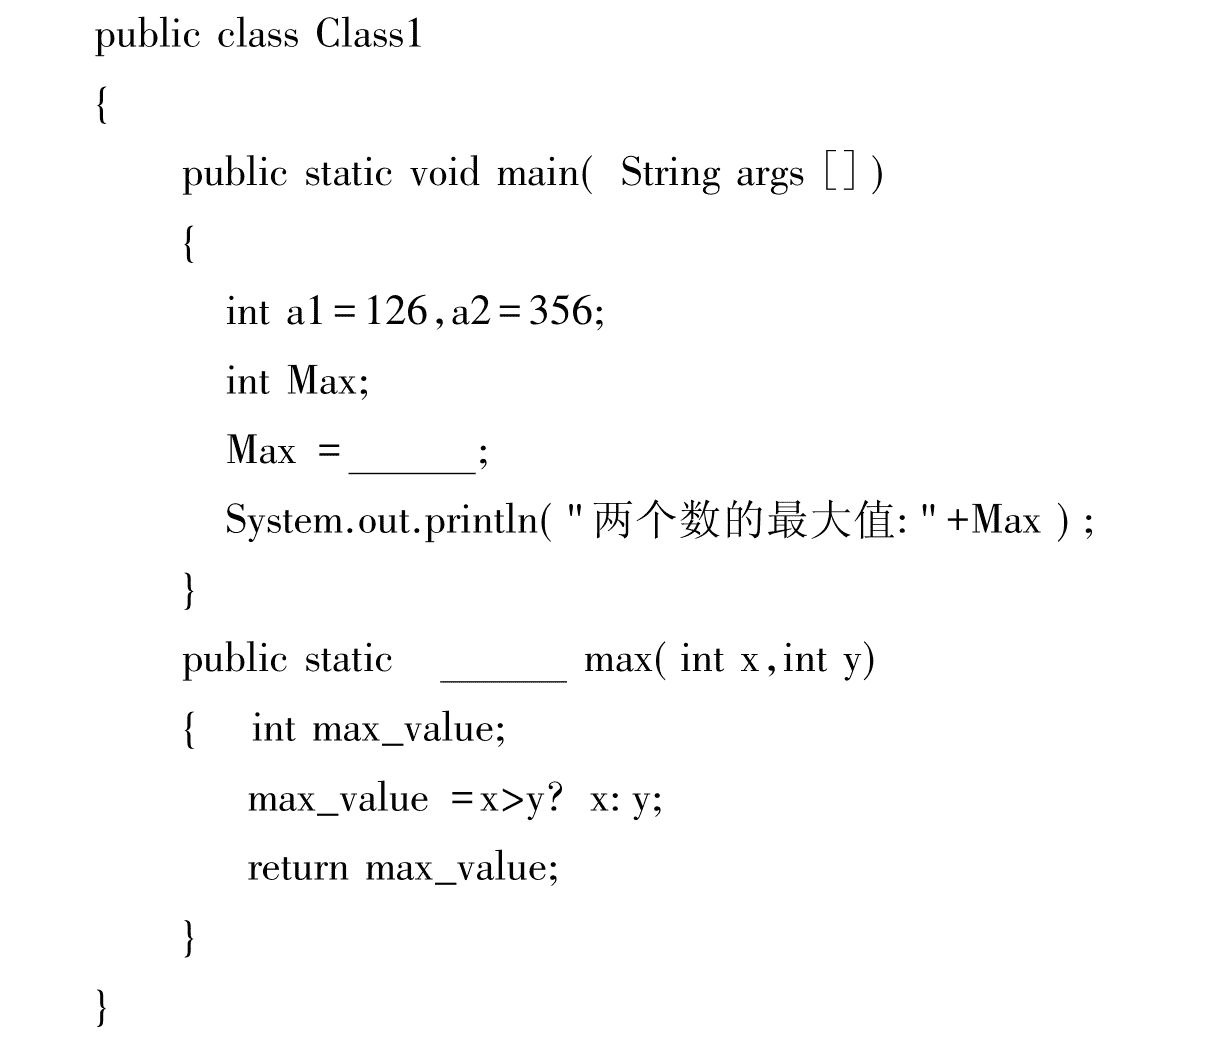 public class Class1
{
public static void main( String args [ ] )
{
int a1=126,a2=356;
int Max;
Max =______;
System.out.println( "两个数的最大值: "+Max ) ;
}
public static ______ max( int x,int y)
{ int max_value;
max_value =x>y? x: y;
return max_value;
}
}